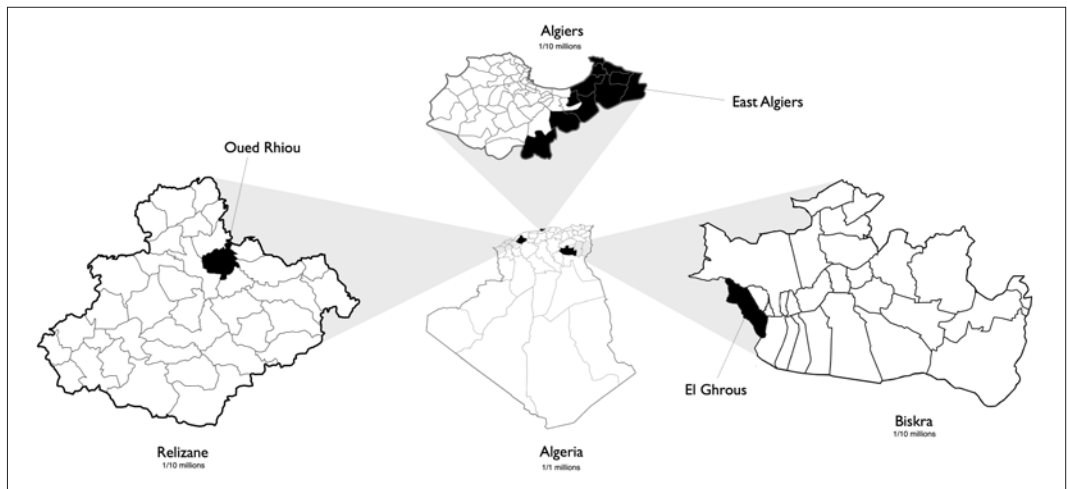 Algiers
1/10 millions
East Algiers
Oued Rhiou
El Ghrous
Biskra
1/10 millions
Relizane
1/10 millions
Algeria
1/1 millions